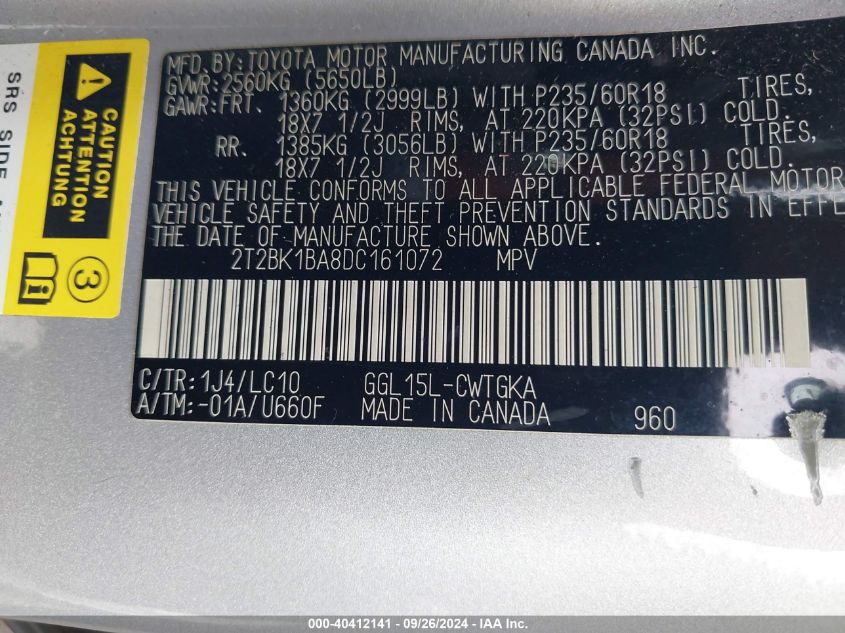 MFD.BY:TOYOTA MOTOR MANUFACTURING CANADA INC.
GVWR:2560KG (5650LB)
GAWR:FRT. 1360KG (2999LB) WITH P235/60R18 TIRES,
18X7 1/2J RIMS, AT 220KPA (32PSI) COLD.
RR. 1385KG (3056LB) WITH P235/60R18 TIRES,
18X7 1/2J RIMS, AT 220KPA (32PSI) COLD.
THIS VEHICLE CONFORMS TO ALL APPLICABLE FEDERAL MOTOR
VEHICLE SAFETY AND THEFT PREVENTION STANDARDS IN EFFE
THE DATE OF MANUFACTURE SHOWN ABOVE.
2T2BK1BA8DC161072 MPV
C/TR:1J4/LC10 GGL15L-CWTGKA
A/TM:-01A/U660F MADE IN CANADA 960
SRS SIDE
CAUTION
ATTENTION
ACHTUNG
3
000-40412141 - 09/26/2024 - IAA Inc.